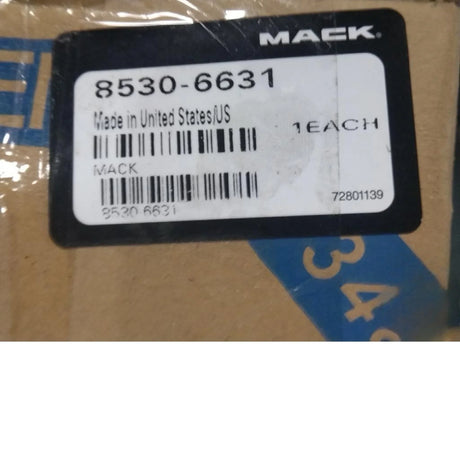 MACK
8530-6631
Made in United States/US
1EACH
MACK
8530 6631
72801139
34